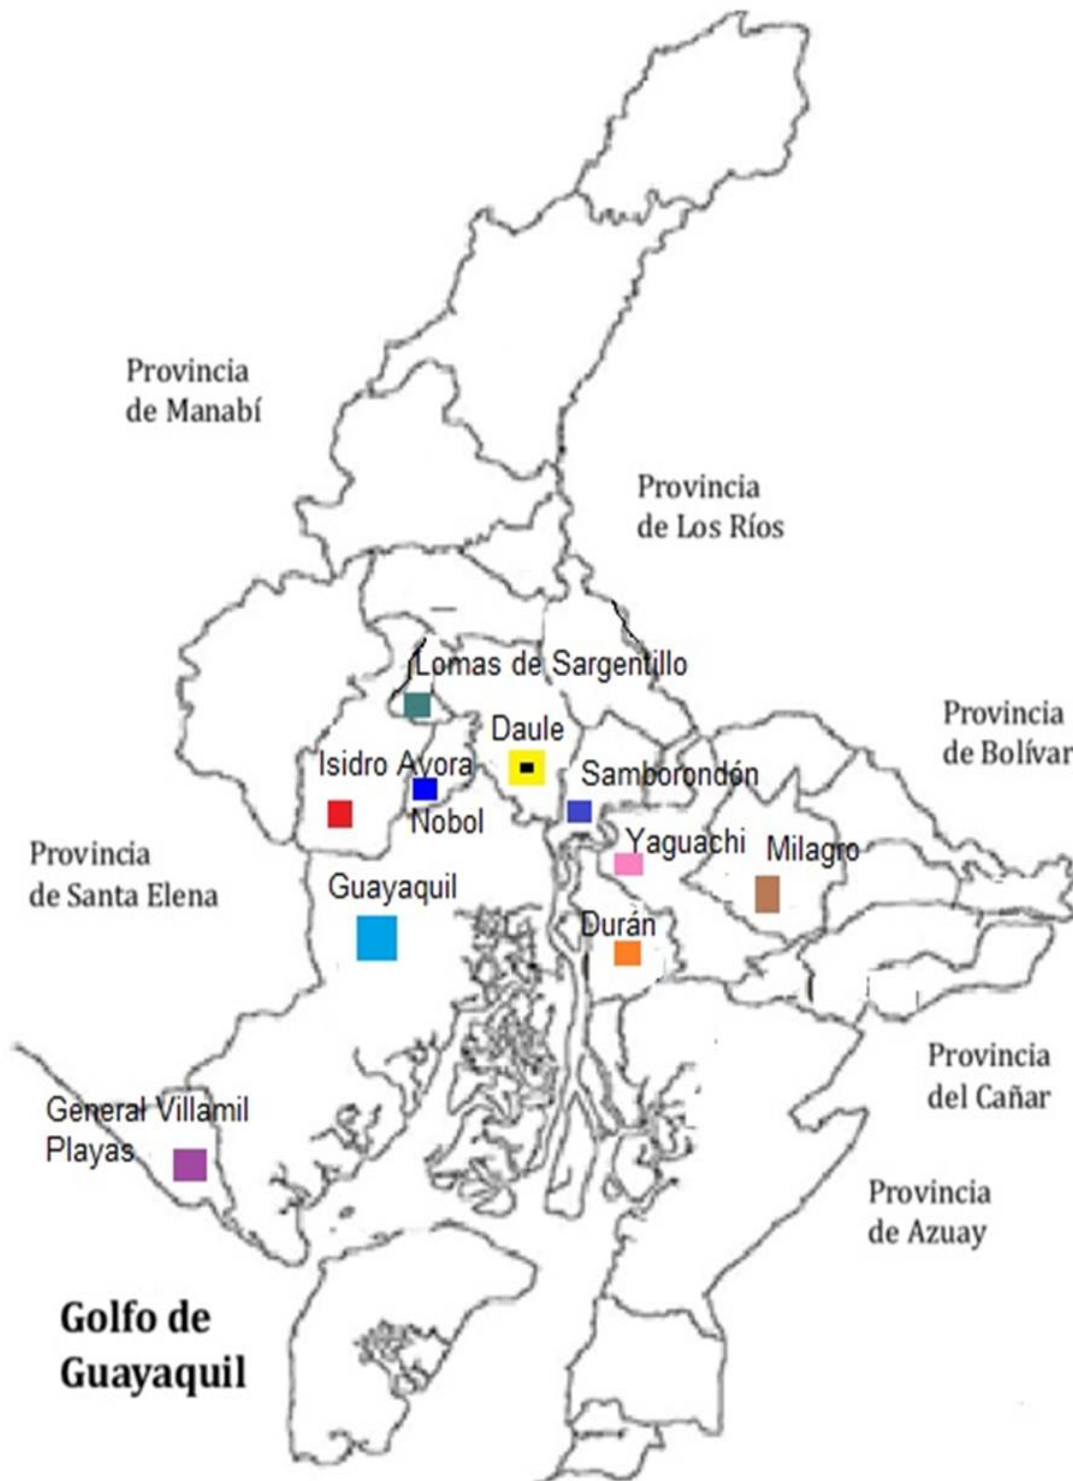 Provincia
de Manabí
Provincia
de Los Ríos
Lomas de Sargentillo
Provincia
de Bolívar
Daule
Isidro Ayora
Samborondón
Nobol
Yaguachi
Milagro
Provincia
de Santa Elena
Guayaquil
Durán
Provincia
del Cañar
General Villamil
Playas
Provincia
de Azuay
Golfo de
Guayaquil